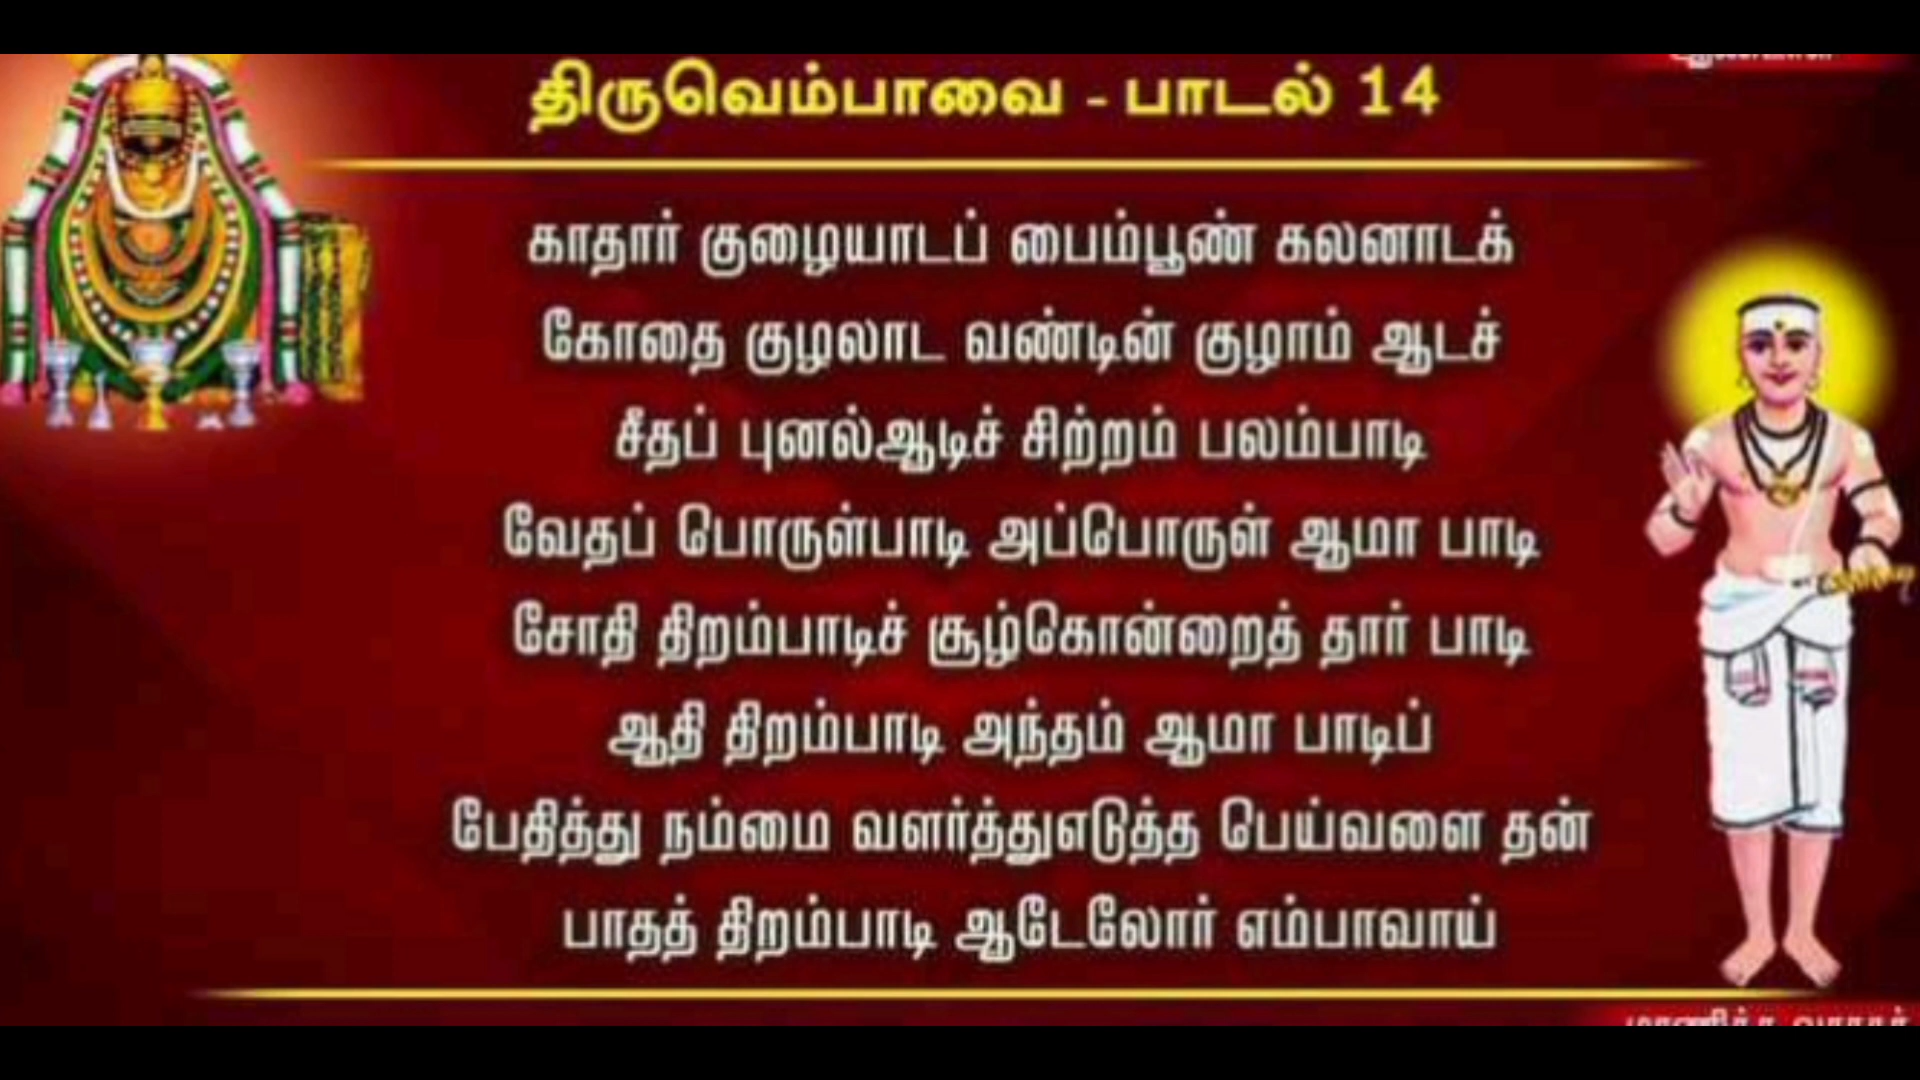 திருவெம்பாவை - பாடல் 14
காதார் குழையாடப் பைம்பூண் கலனாடக்
கோதை குழலாட வண்டின் குழாம் ஆடச்
சீதப் புனல்ஆடிச் சிற்றம் பலம்பாடி
வேதப் பொருள்பாடி அப்பொருள் ஆமா பாடி
சோதி திறம்பாடிச் சூழ்கொன்றைத் தார் பாடி
ஆதி திறம்பாடி அந்தம் ஆமா பாடிப்
பேதித்து நம்மை வளர்த்துஎடுத்த பெய்வளை தன்
பாதத் திறம்பாடி ஆடேலோர் எம்பாவாய்